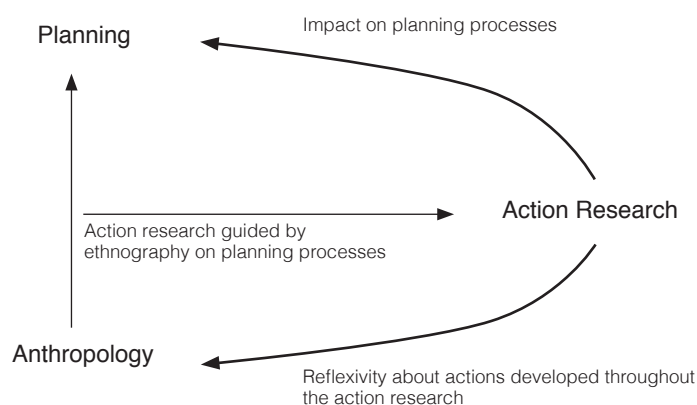 Impact on planning processes
Planning
Action Research
Action research guided by
ethnography on planning processes
Anthropology
Reflexivity about actions developed throughout
the action research